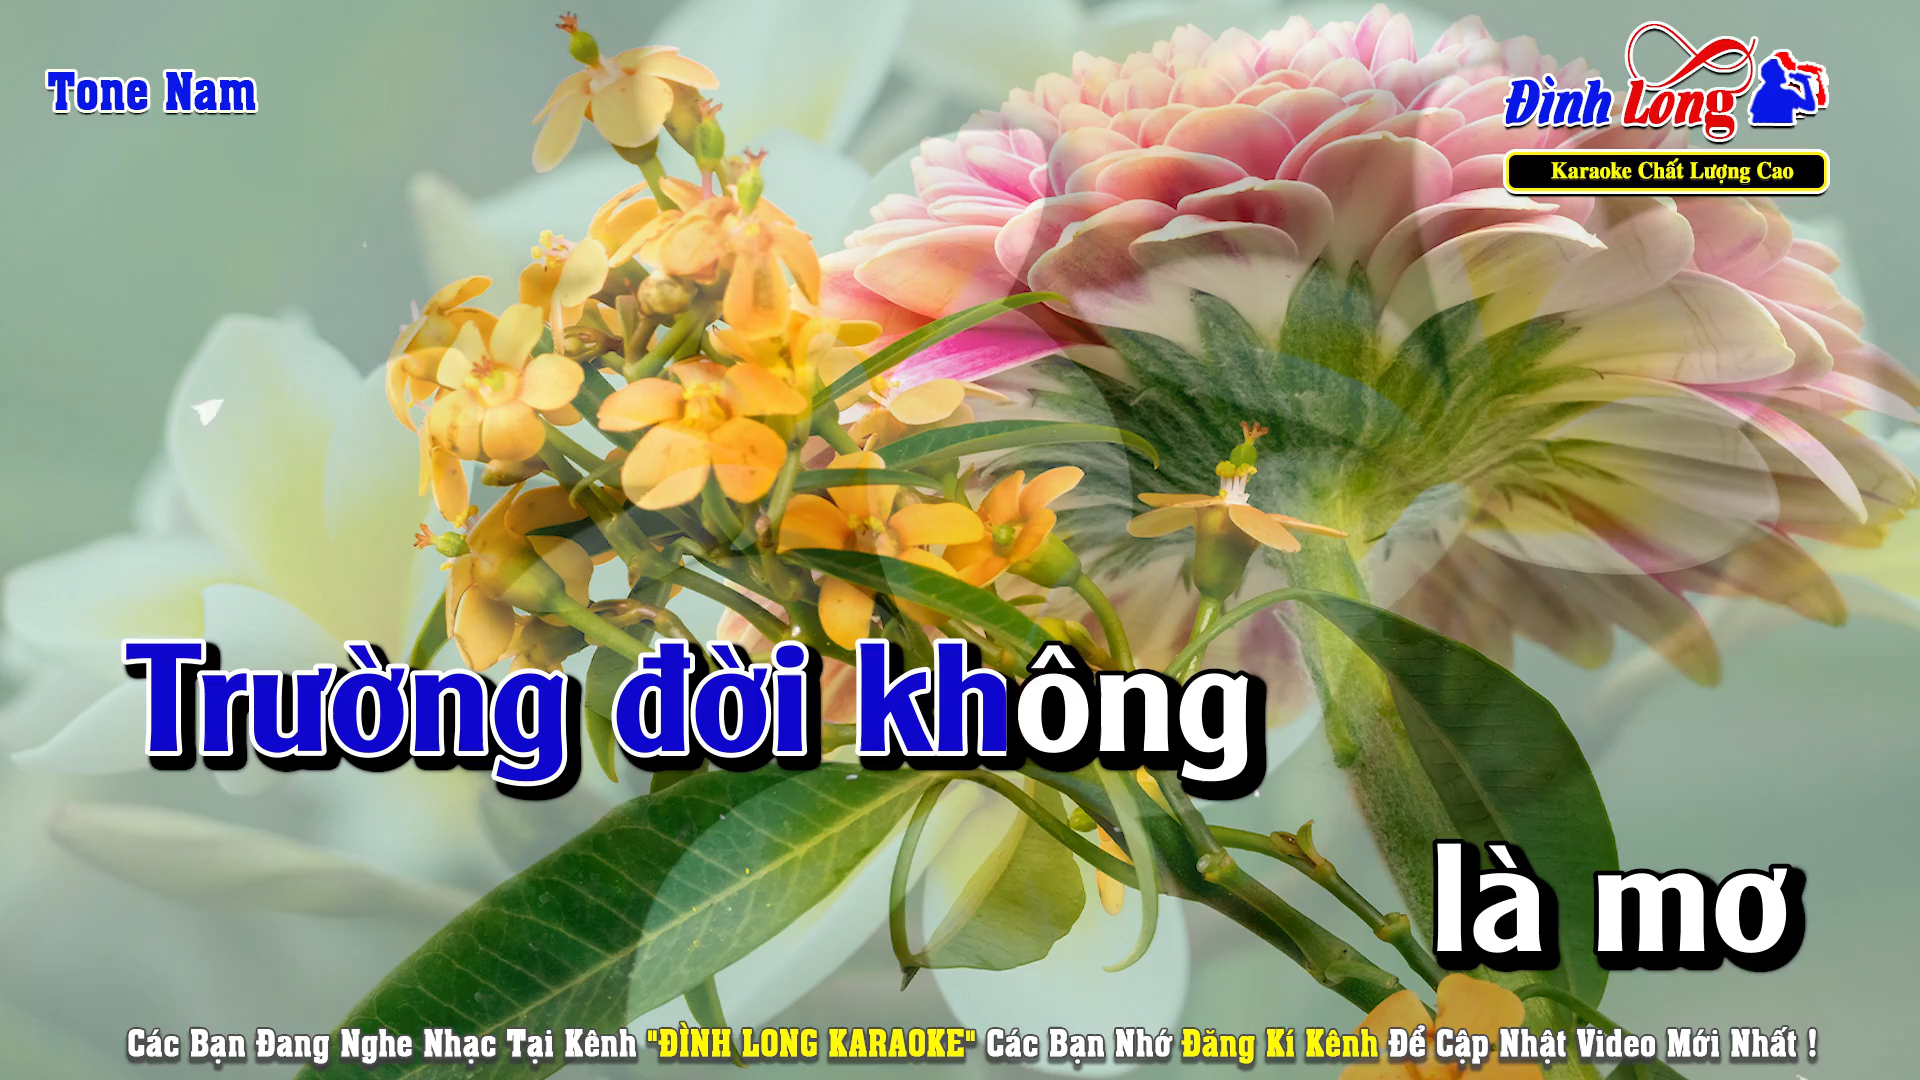 Tone Nam
Đình Long
Karaoke Chất Lượng Cao
Trường đời không
là mơ
Các Bạn Đang Nghe Nhạc Tại Kênh "ĐÌNH LONG KARAOKE" Các Bạn Nhớ Đăng Kí Kênh Để Cập Nhật Video Mới Nhất !